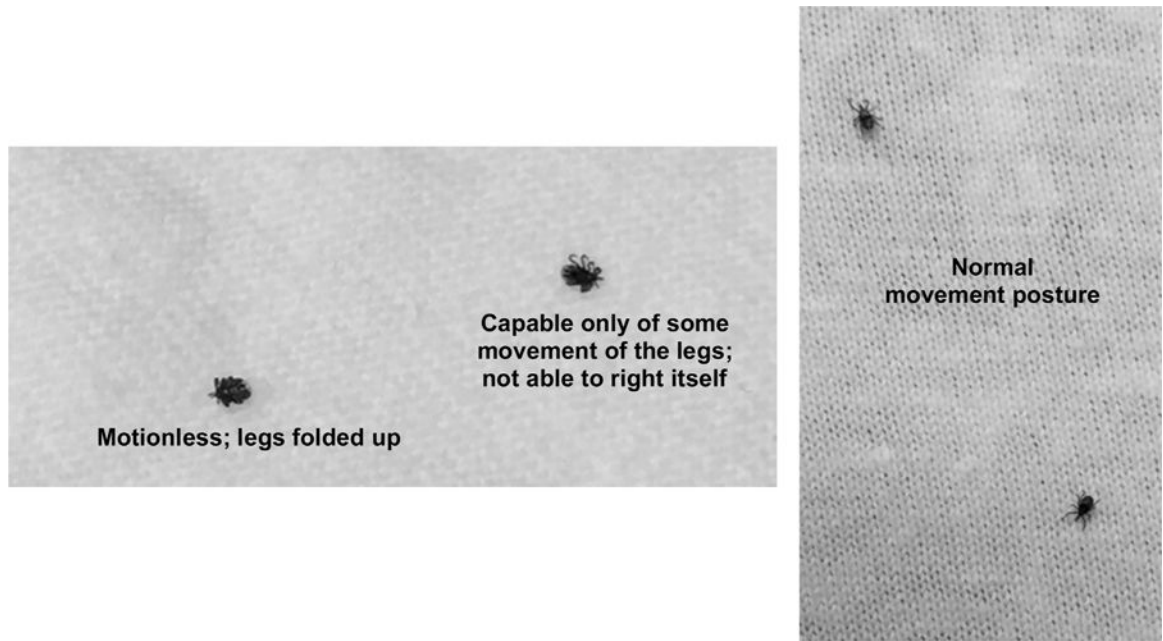 Capable only of some
movement of the legs;
not able to right itself
Motionless; legs folded up
Normal
movement posture